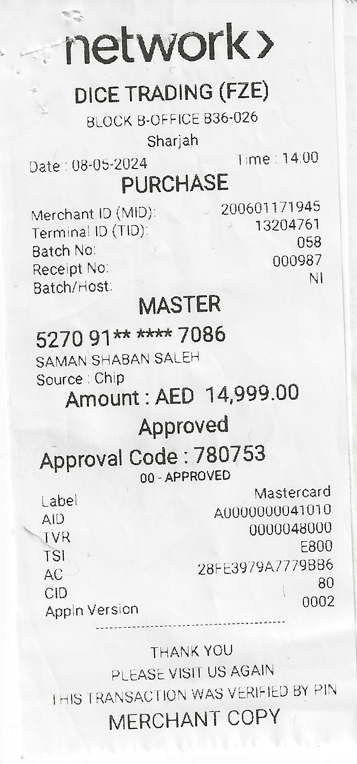 network>
DICE TRADING (FZE)
BLOCK B-OFFICE B36-026
Sharjah
Date : 08-05-2024 Time : 14:00
PURCHASE
Merchant ID (MID): 200601171945
Terminal ID (TID): 13204761
Batch No: 058
Receipt No: 000987
Batch/Host: NI
MASTER
5270 91** **** 7086
SAMAN SHABAN SALEH
Source : Chip
Amount : AED 14,999.00
Approved
Approval Code : 780753
00 - APPROVED
Label Mastercard
AID A0000000041010
TVR 0000048000
TSI E800
AC 28FE3979A7779BB6
CID 80
Appln Version 0002
THANK YOU
PLEASE VISIT US AGAIN
THIS TRANSACTION WAS VERIFIED BY PIN
MERCHANT COPY